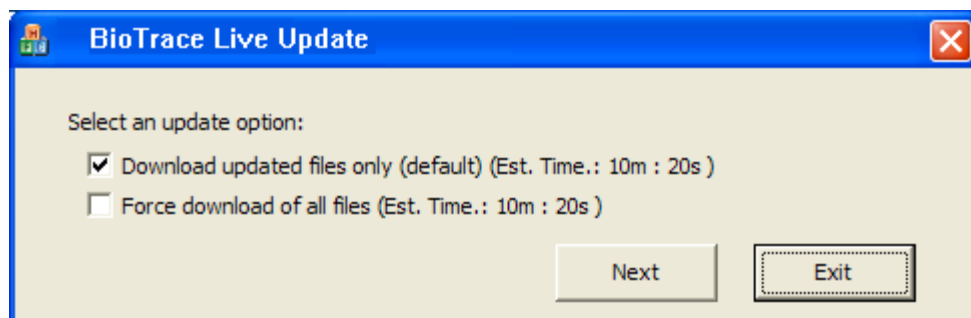 BioTrace Live Update
Select an update option:
Download updated files only (default) (Est. Time.: 10m : 20s )
Force download of all files (Est. Time.: 10m : 20s )
Next Exit